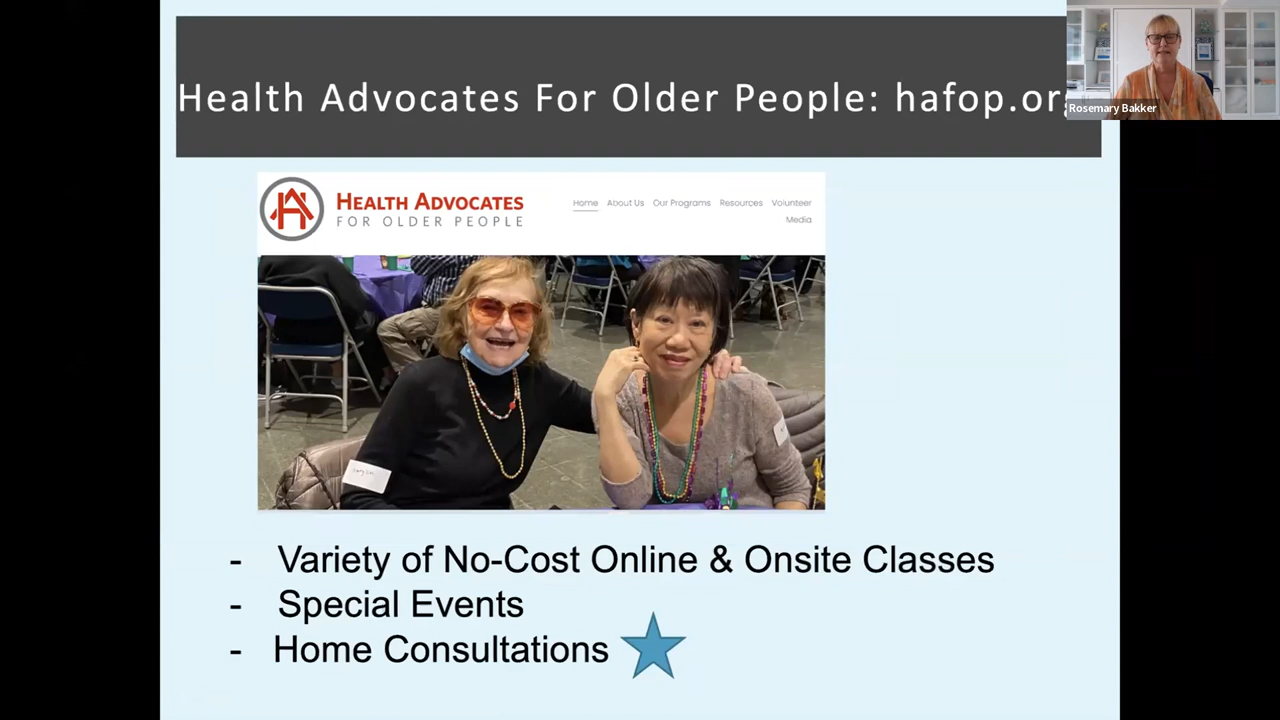 Health Advocates For Older People: hafop.org
Rosemary Bakker
HEALTH ADVOCATES
FOR OLDER PEOPLE
Home About Us Our Programs Resources Volunteer
Media
- Variety of No-Cost Online & Onsite Classes
- Special Events
- Home Consultations